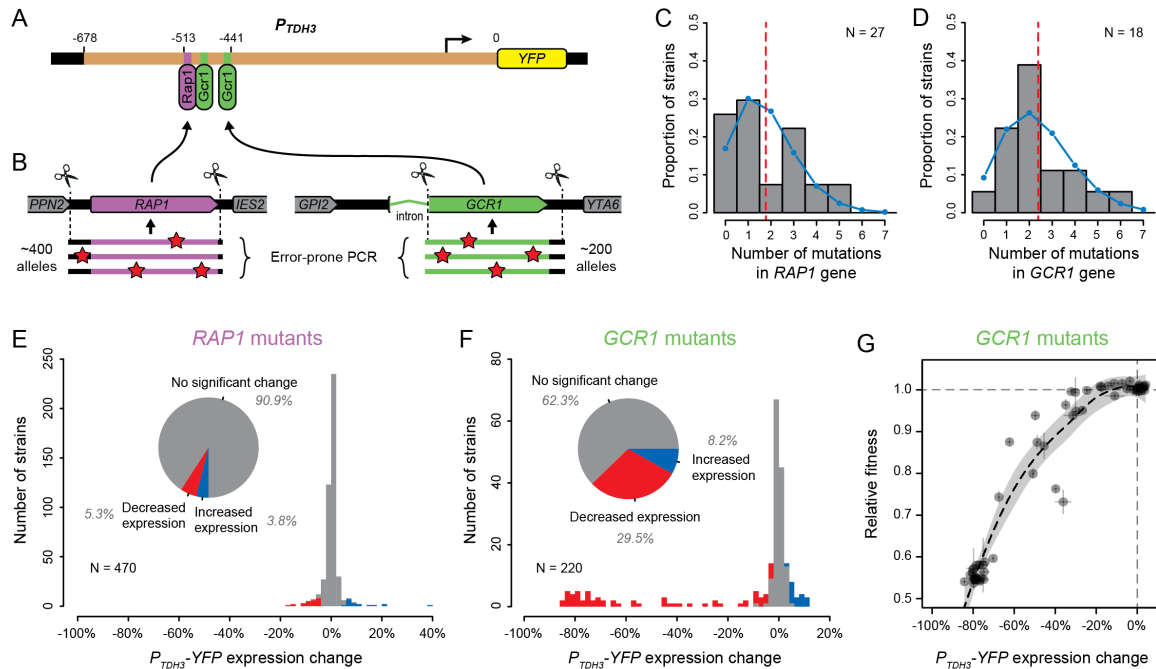 A
P_TDH3
-678
-513
-441
0
YFP
Rap1
Gcr1
Gcr1
B
PPN2
RAP1
IES2
GPI2
intron
GCR1
YTA6
~400
alleles
Error-prone PCR
~200
alleles
C
N = 27
Proportion of strains
0.5
0.4
0.3
0.2
0.1
0.0
0 1 2 3 4 5 6 7
Number of mutations
in RAP1 gene
D
N = 18
Proportion of strains
0.5
0.4
0.3
0.2
0.1
0.0
0 1 2 3 4 5 6 7
Number of mutations
in GCR1 gene
E
RAP1 mutants
Number of strains
250
200
150
100
50
0
No significant change
90.9%
Decreased
expression
5.3%
Increased
expression
3.8%
N = 470
-100% -80% -60% -40% -20% 0% 20% 40%
P_TDH3-YFP expression change
F
GCR1 mutants
Number of strains
80
60
40
20
0
No significant change
62.3%
8.2%
Increased
expression
Decreased expression
29.5%
N = 220
-100% -80% -60% -40% -20% 0% 20%
P_TDH3-YFP expression change
G
GCR1 mutants
Relative fitness
1.0
0.9
0.8
0.7
0.6
0.5
-100% -80% -60% -40% -20% 0%
P_TDH3-YFP expression change